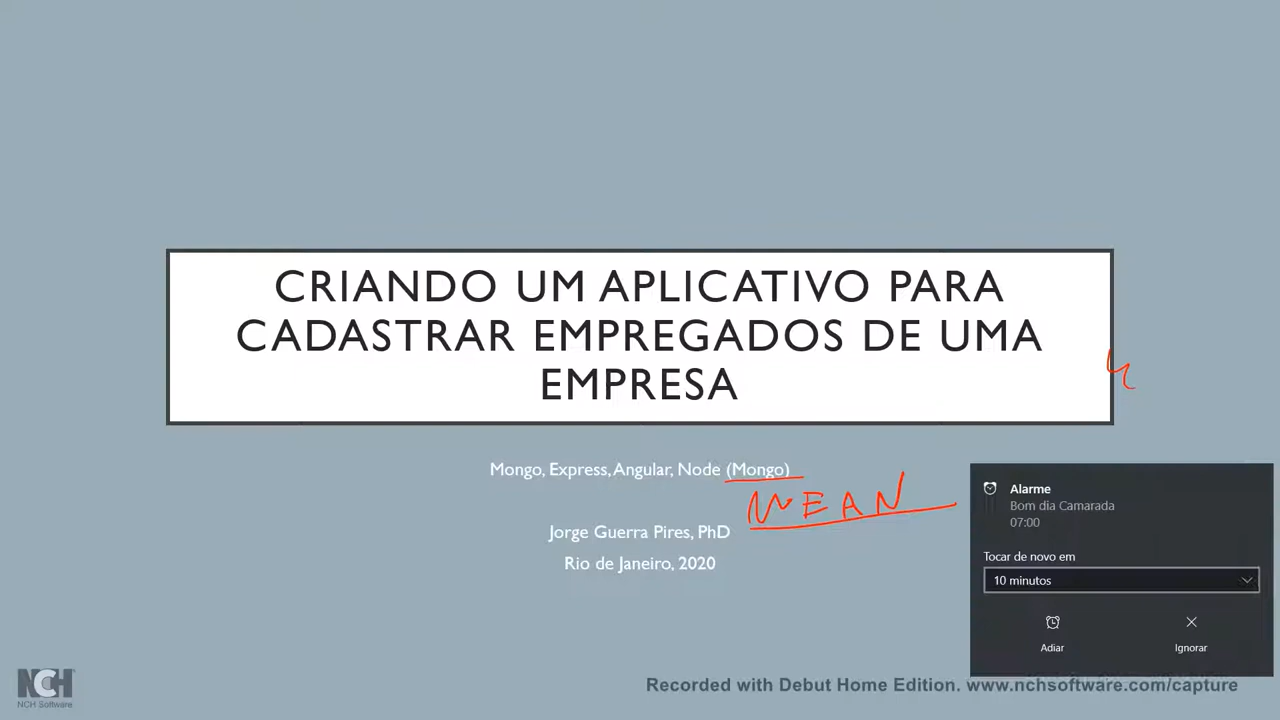 CRIANDO UM APLICATIVO PARA
CADASTRAR EMPREGADOS DE UMA
EMPRESA
Mongo, Express, Angular, Node (Mongo)
MEAN
Jorge Guerra Pires, PhD
Rio de Janeiro, 2020
Alarme
Bom dia Camarada
07:00
Tocar de novo em
10 minutos
Adiar
Ignorar
NCH
NCH Software
Recorded with Debut Home Edition. www.nchsoftware.com/capture